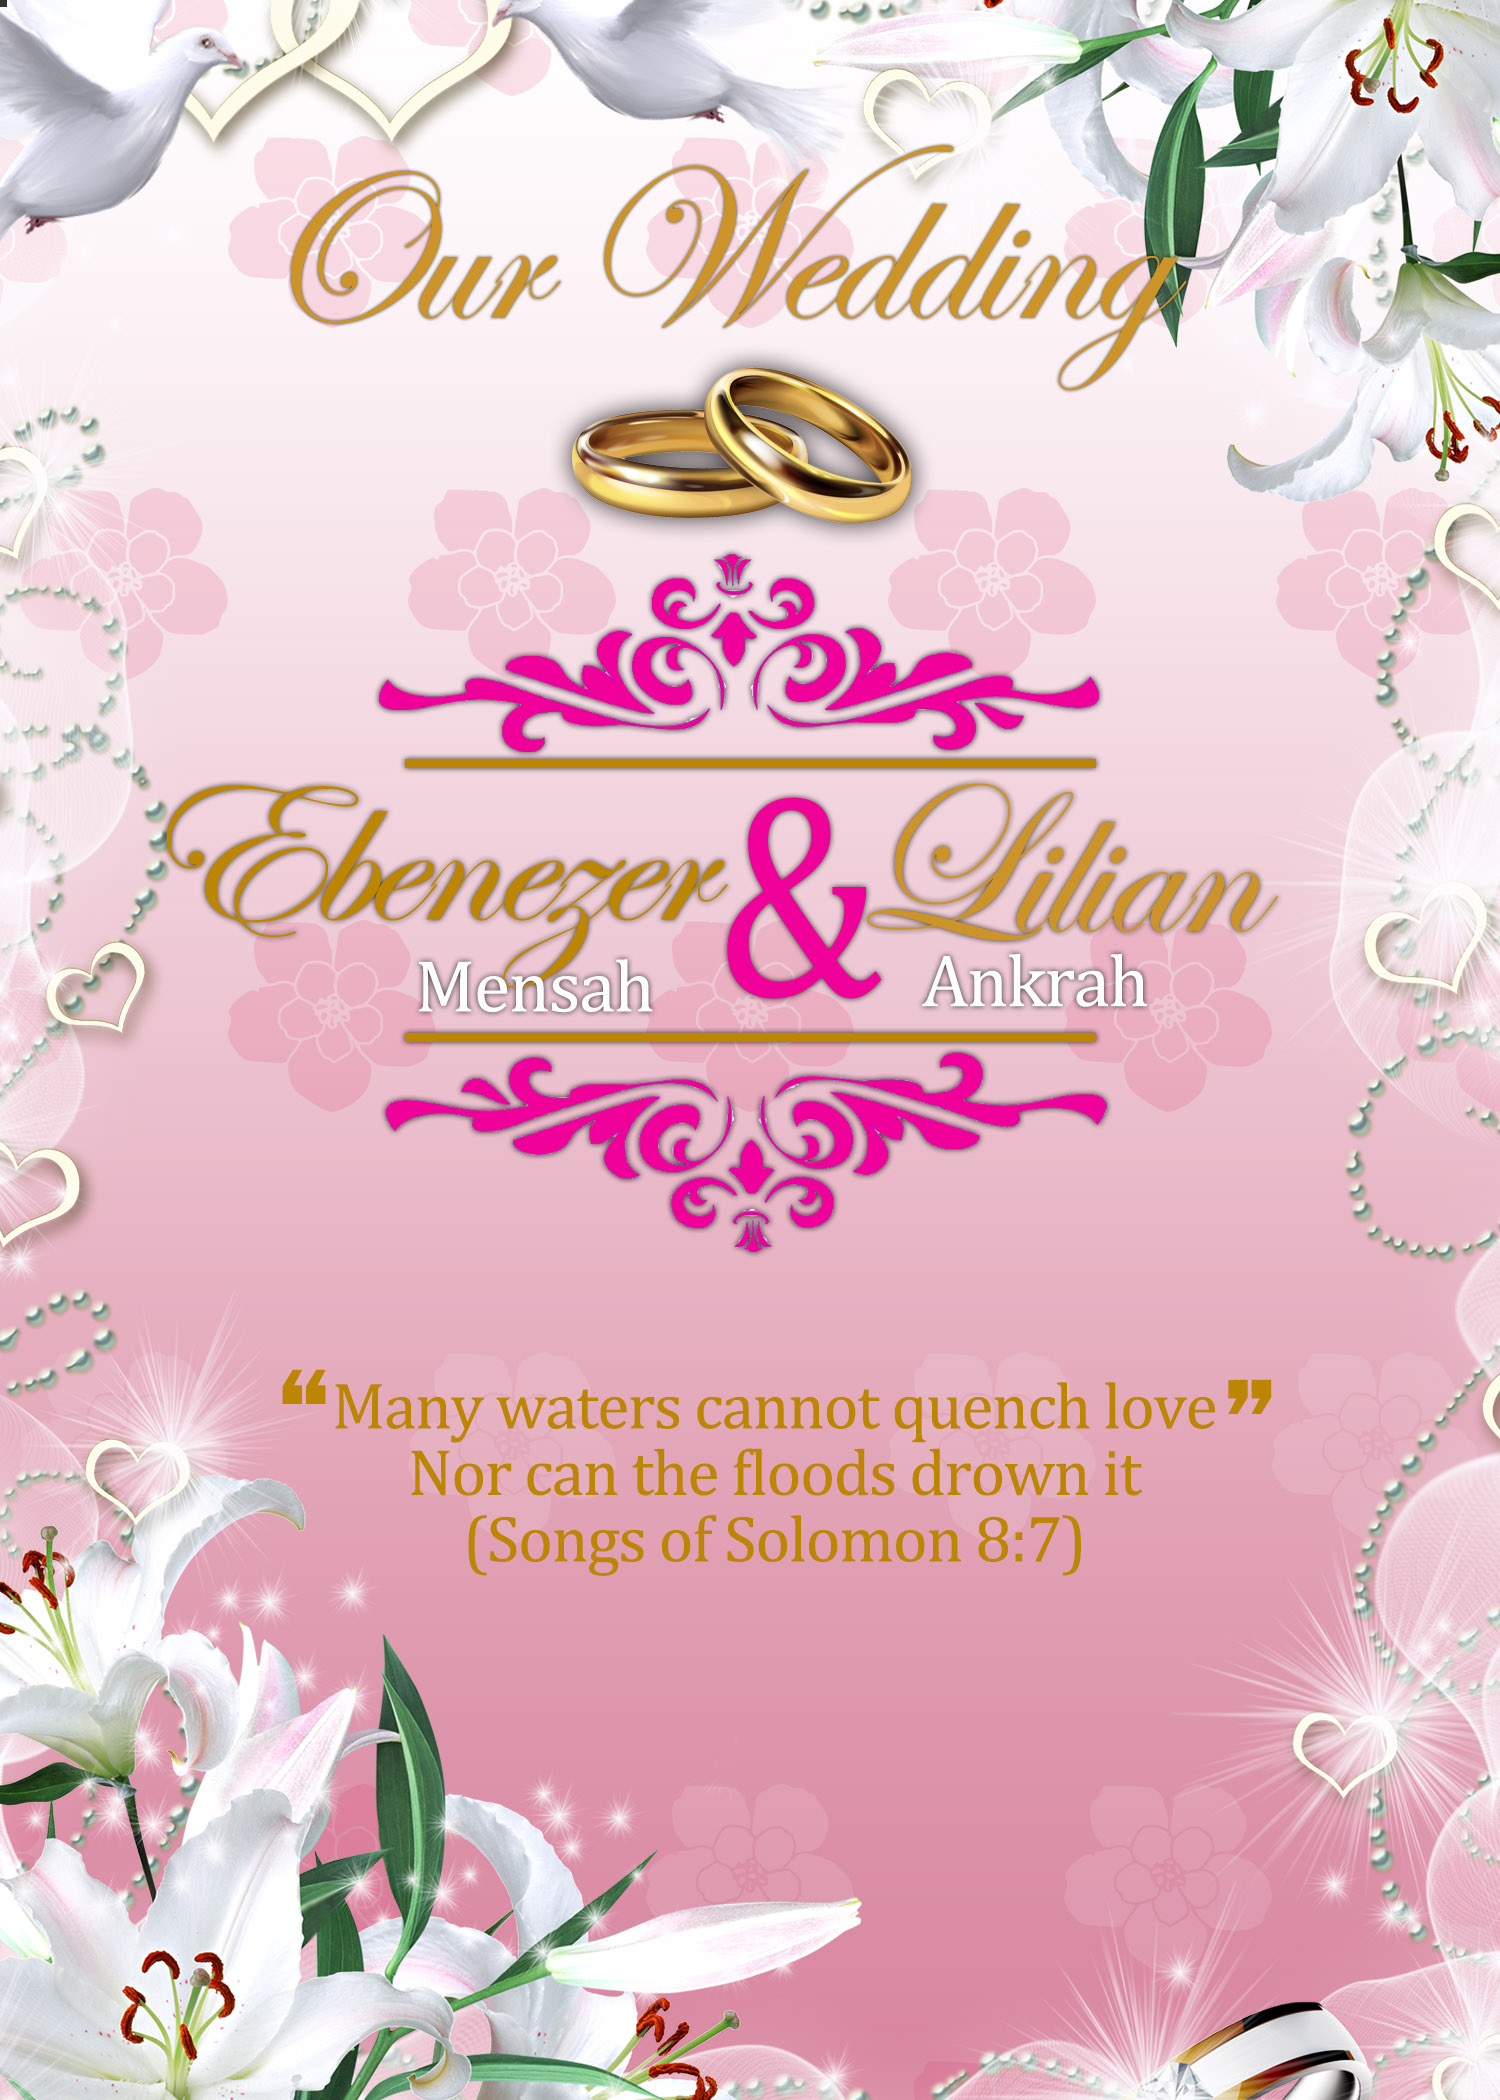 Our Wedding
Ebenezer & Lilian
Mensah Ankrah
“Many waters cannot quench love”
Nor can the floods drown it
(Songs of Solomon 8:7)